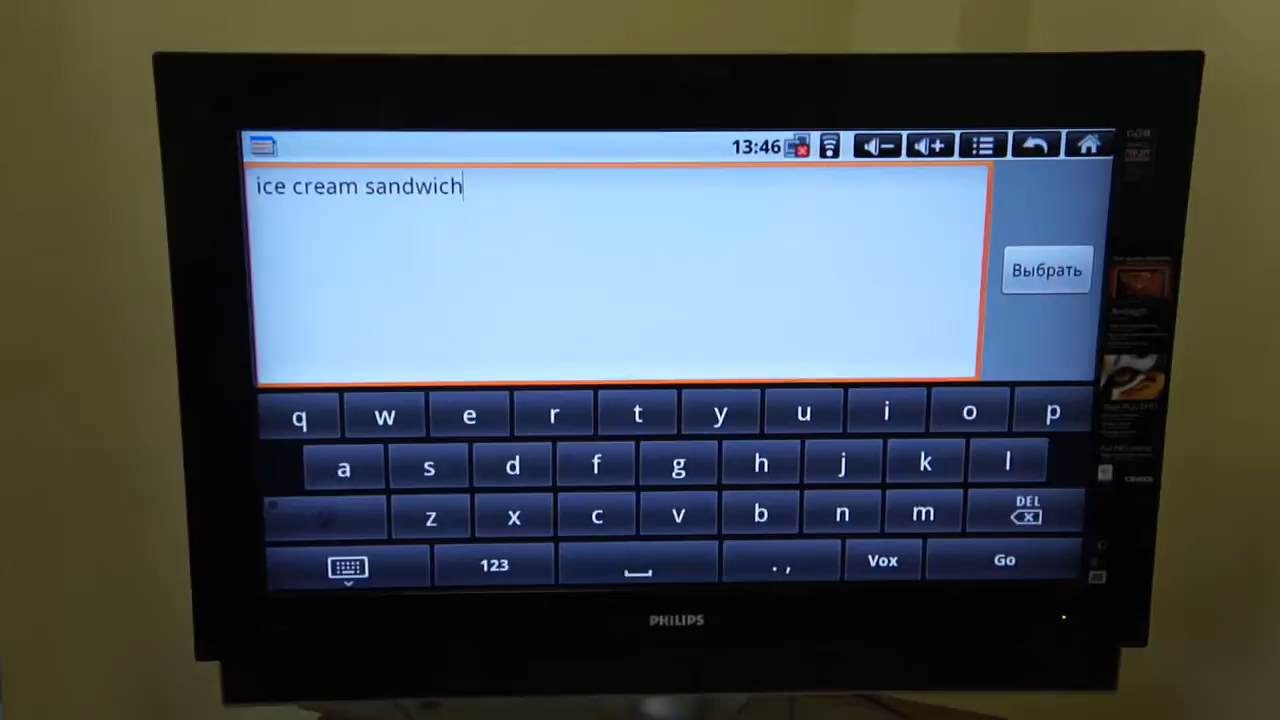 13:46
ice cream sandwich
Выбрать
q w e r t y u i o p
a s d f g h j k l
z x c v b n m DEL
123 . , Vox Go
PHILIPS